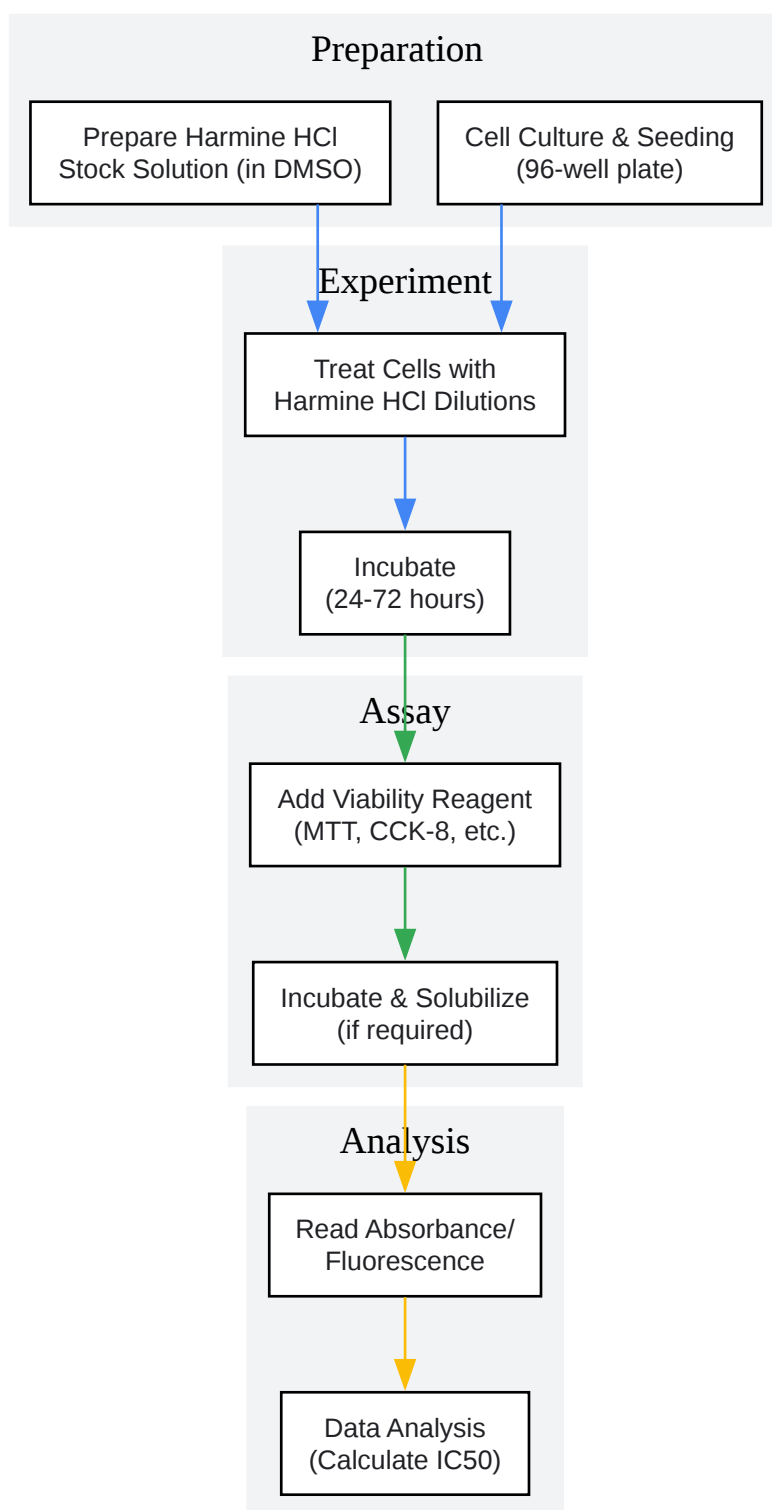 Preparation
Prepare Harmine HCl
Stock Solution (in DMSO)
Cell Culture & Seeding
(96-well plate)
Experiment
Treat Cells with
Harmine HCl Dilutions
Incubate
(24-72 hours)
Assay
Add Viability Reagent
(MTT, CCK-8, etc.)
Incubate & Solubilize
(if required)
Analysis
Read Absorbance/
Fluorescence
Data Analysis
(Calculate IC50)